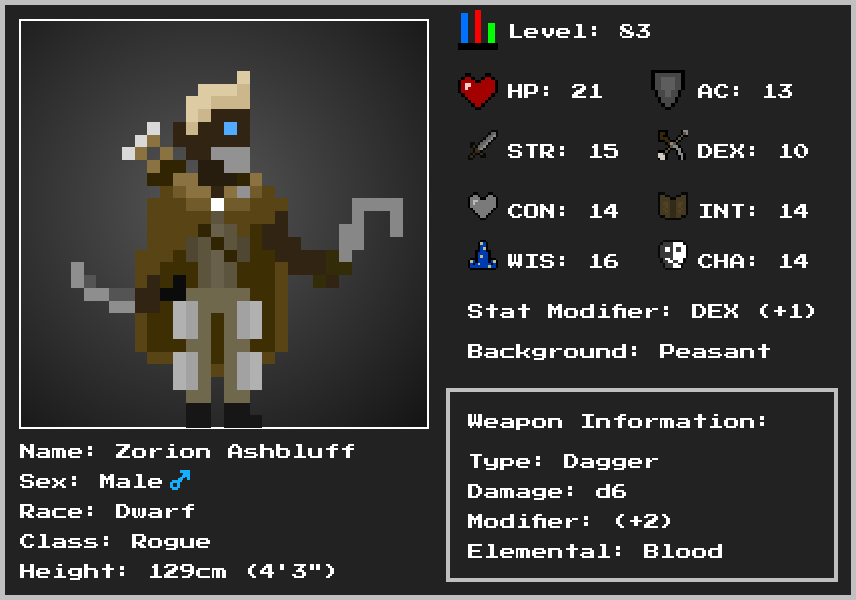 Level: 83
HP: 21 AC: 13
STR: 15 DEX: 10
CON: 14 INT: 14
WIS: 16 CHA: 14
Stat Modifier: DEX (+1)
Background: Peasant
Weapon Information:
Type: Dagger
Damage: d6
Modifier: (+2)
Elemental: Blood
Name: Zorion Ashbluff
Sex: Male ♂
Race: Dwarf
Class: Rogue
Height: 129cm (4'3")